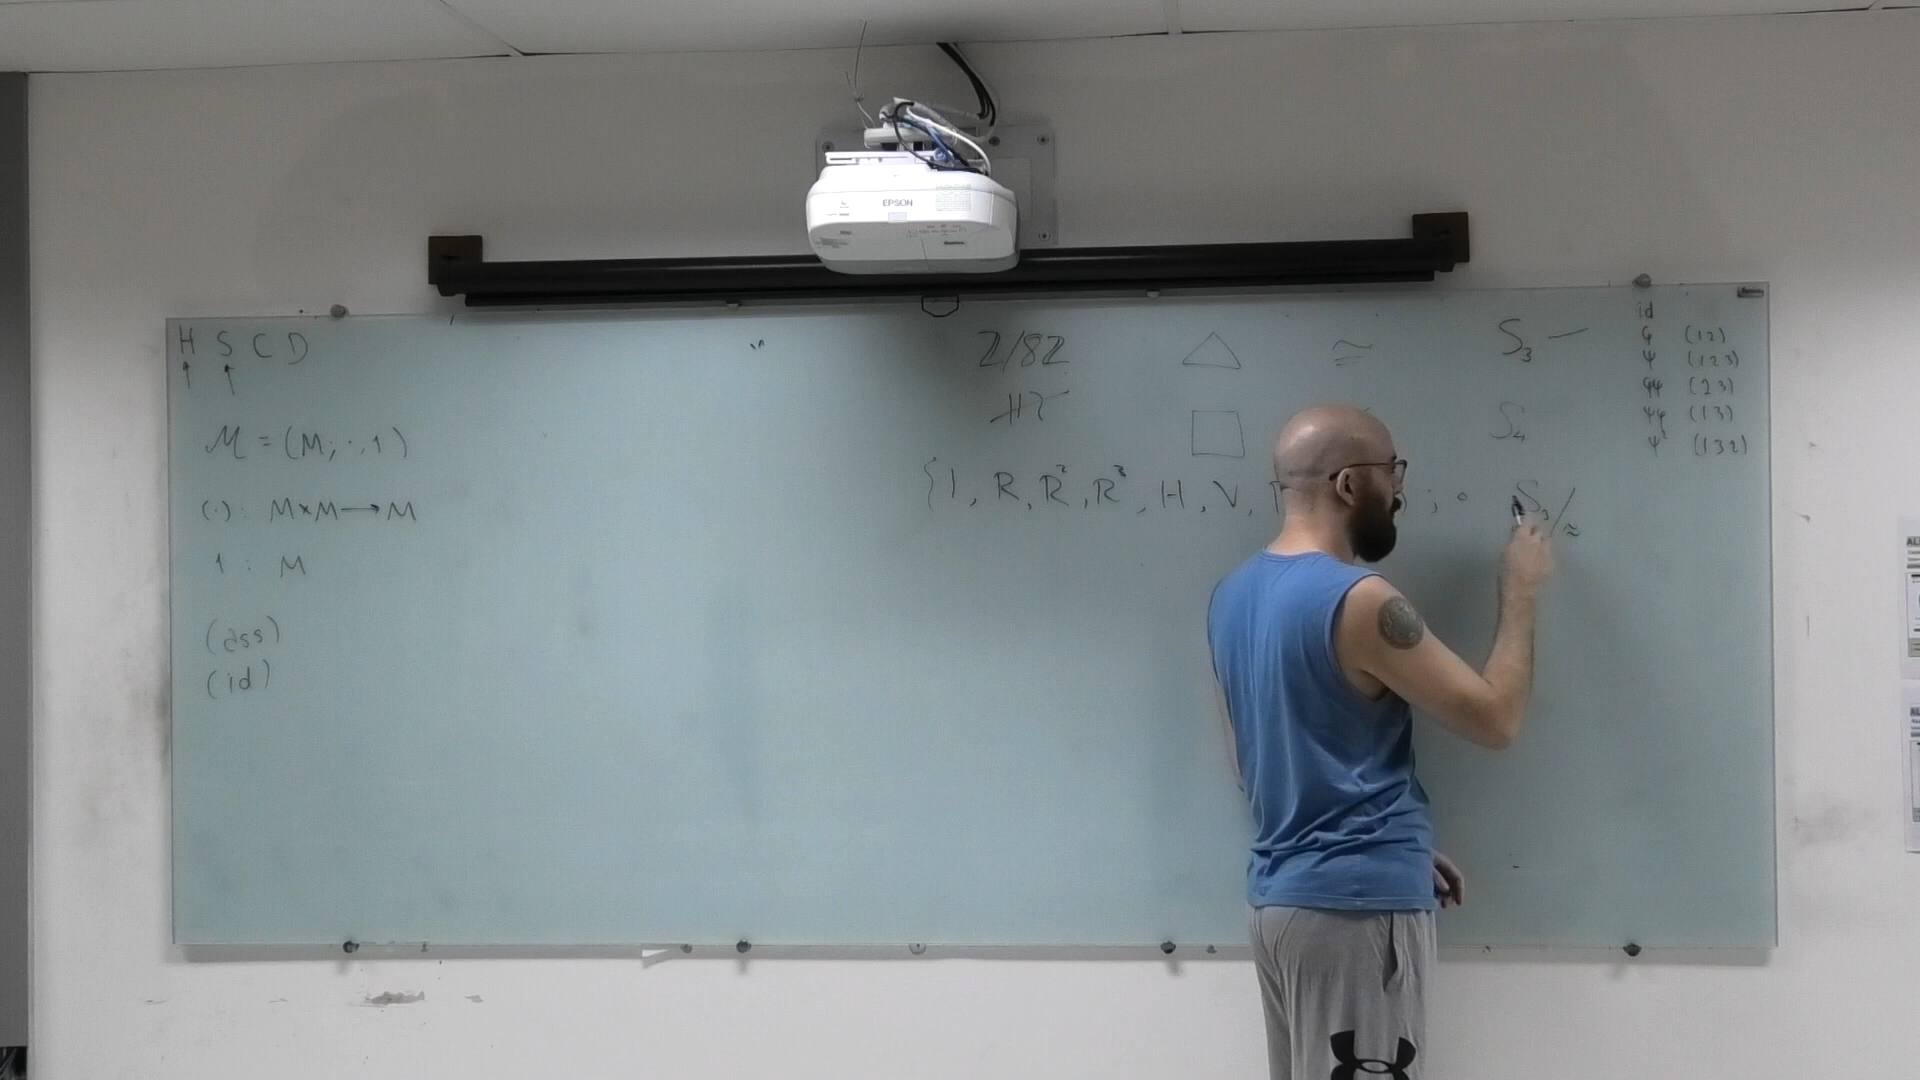 EPSON
H S C D
↑ ↑
M = (M; ·, 1)
(·) : M × M → M
1 : M
(ass)
(id)
Z/8Z
△ ≅ S₃ —
□ S₄
{1, R, R², R³, H, V, ; ∘
S₃/≈
id
φ (12)
ψ (123)
φψ (23)
ψφ (13)
ψ² (132)